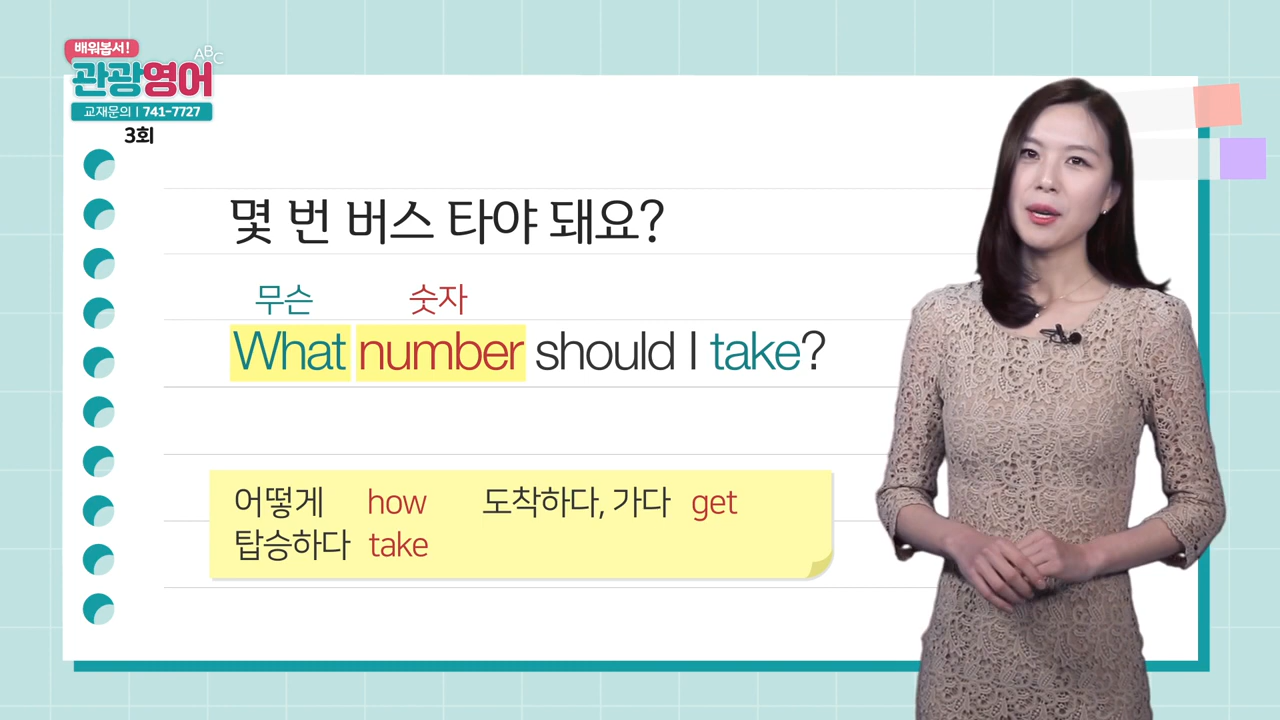 배워봅서!
ABC
관광영어
교재문의 | 741-7727
3회
몇 번 버스 타야 돼요?
무슨 숫자
What number should I take?
어떻게 how 도착하다, 가다 get
탑승하다 take